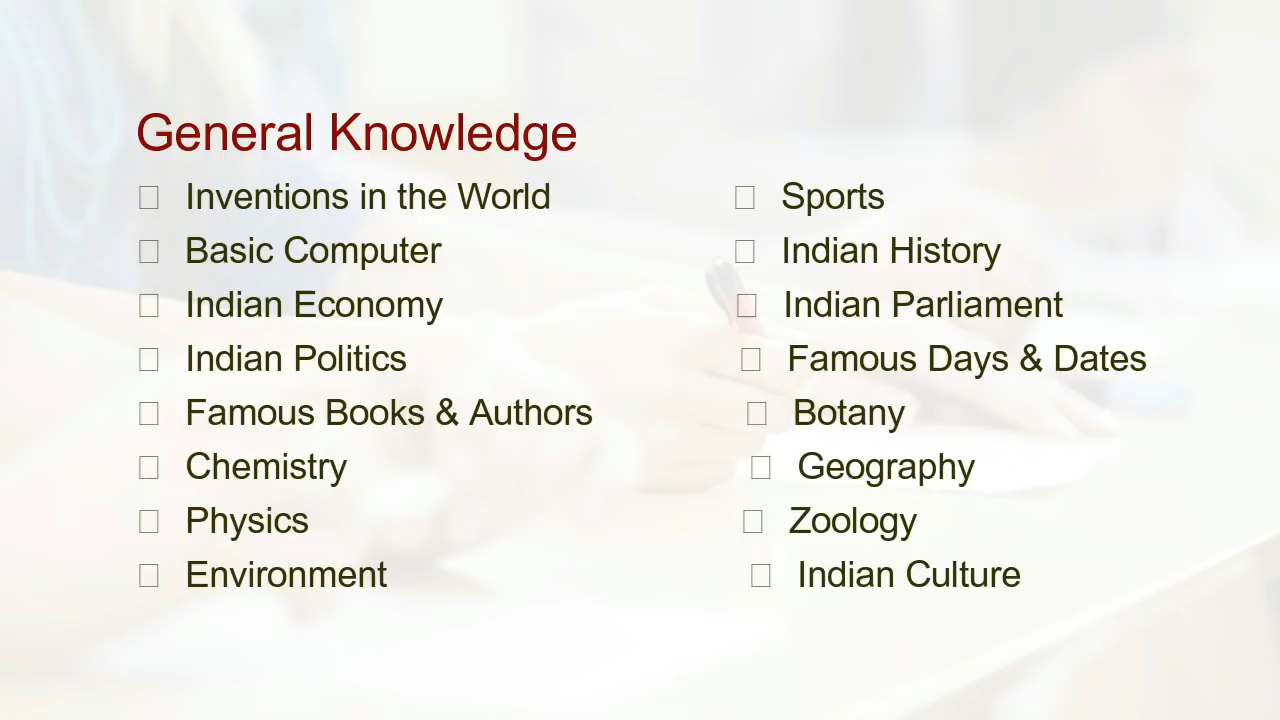 General Knowledge
Inventions in the World
Basic Computer
Indian Economy
Indian Politics
Famous Books & Authors
Chemistry
Physics
Environment
Sports
Indian History
Indian Parliament
Famous Days & Dates
Botany
Geography
Zoology
Indian Culture